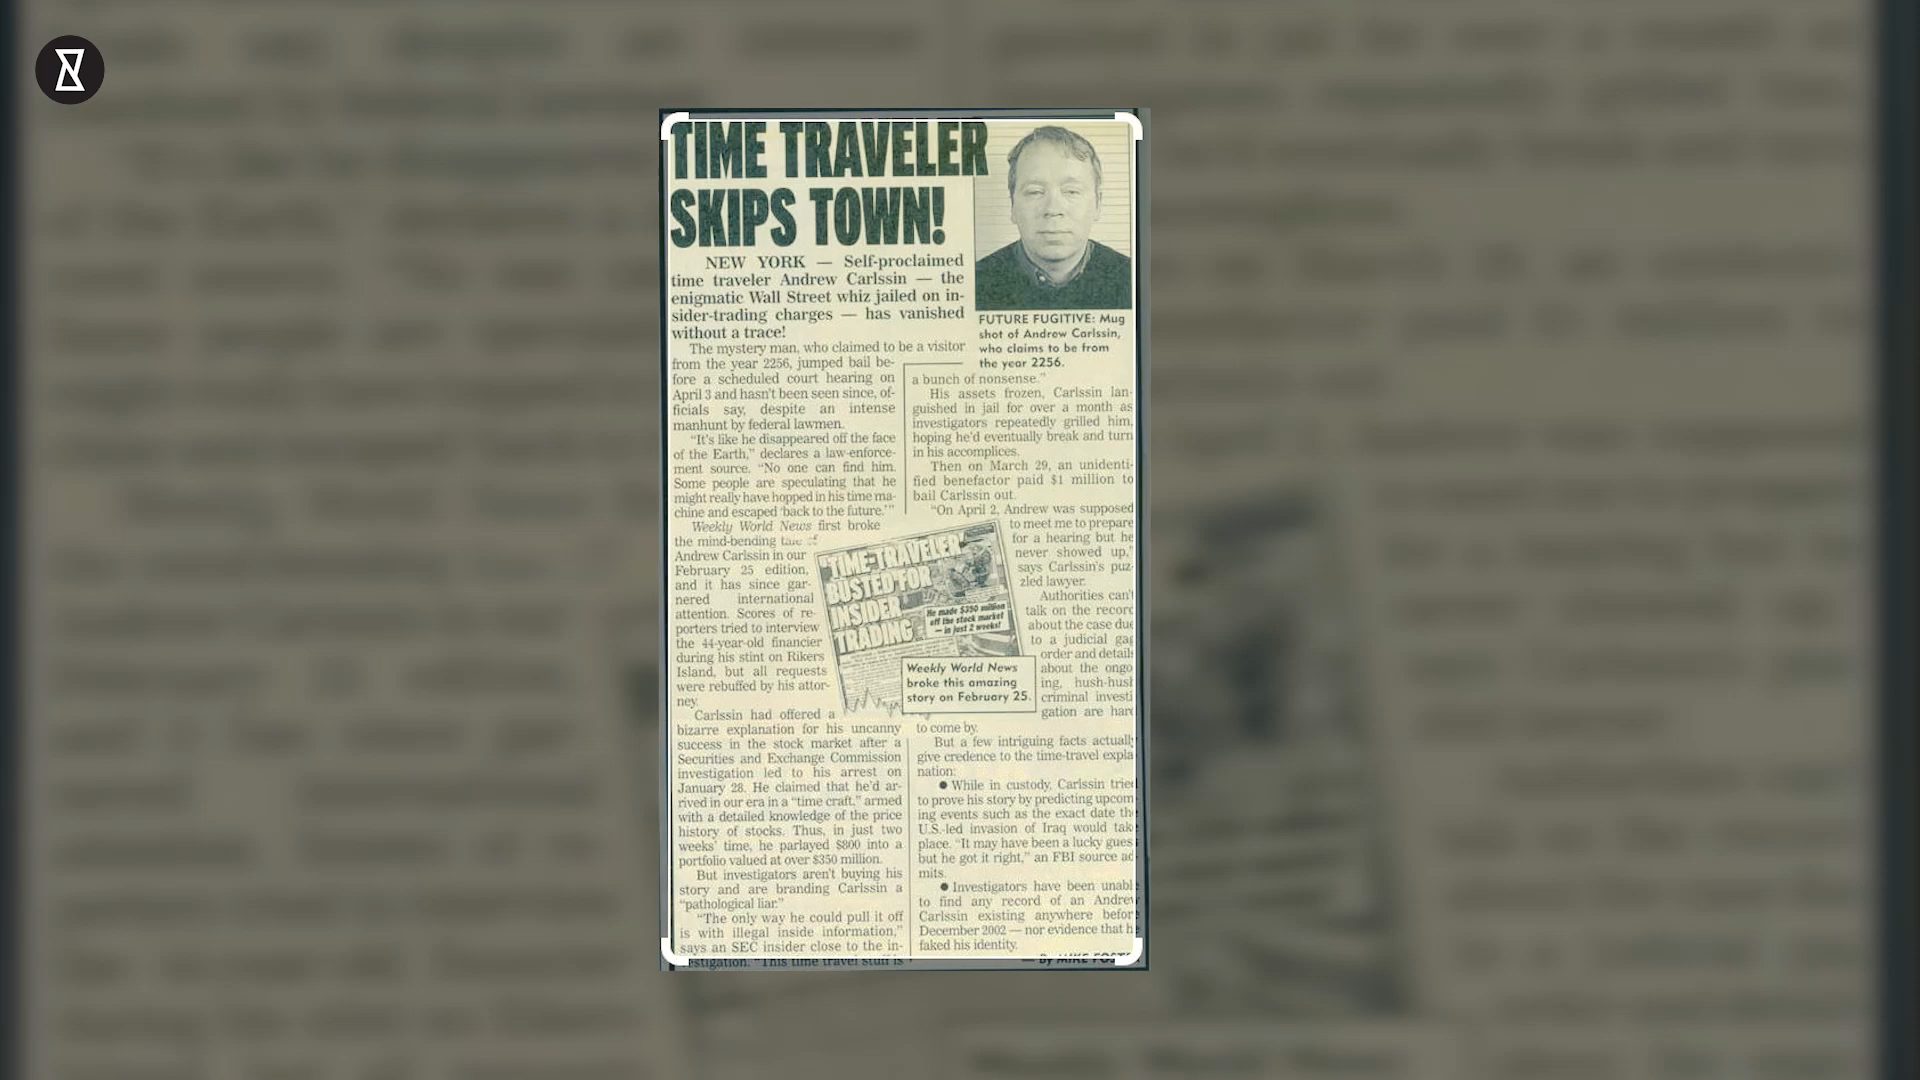 TIME TRAVELER
SKIPS TOWN!
NEW YORK — Self-proclaimed
time traveler Andrew Carlssin — the
enigmatic Wall Street whiz jailed on in-
sider-trading charges — has vanished
without a trace!
The mystery man, who claimed to be a visitor
from the year 2256, jumped bail be-
fore a scheduled court hearing on
April 3 and hasn't been seen since, of-
ficials say, despite an intense
manhunt by federal lawmen.
"It's like he disappeared off the face
of the Earth," declares a law-enforce-
ment source. "No one can find him.
Some people are speculating that he
might really have hopped in his time ma-
chine and escaped 'back to the future.'"
Weekly World News first broke
the mind-bending tale of
Andrew Carlssin in our
February 25 edition,
and it has since gar-
nered international
attention. Scores of re-
porters tried to interview
the 44-year-old financier
during his stint on Rikers
Island, but all requests
were rebuffed by his attor-
ney.
Carlssin had offered a
bizarre explanation for his uncanny
success in the stock market after a
Securities and Exchange Commission
investigation led to his arrest on
January 28. He claimed that he'd ar-
rived in our era in a "time craft," armed
with a detailed knowledge of the price
history of stocks. Thus, in just two
weeks' time, he parlayed $800 into a
portfolio valued at over $350 million.
But investigators aren't buying his
story and are branding Carlssin a
"pathological liar."
"The only way he could pull it off
is with illegal inside information,"
says an SEC insider close to the in-
vestigation. "This time travel stuff is
FUTURE FUGITIVE: Mug
shot of Andrew Carlssin,
who claims to be from
the year 2256.
a bunch of nonsense."
His assets frozen, Carlssin lan-
guished in jail for over a month as
investigators repeatedly grilled him,
hoping he'd eventually break and turn
in his accomplices.
Then on March 29, an unidenti-
fied benefactor paid $1 million to
bail Carlssin out.
"On April 2, Andrew was supposed
to meet me to prepare
for a hearing but he
never showed up,"
says Carlssin's puz-
zled lawyer.
Authorities can't
talk on the record
about the case due
to a judicial gag
order and details
about the ongo-
ing, hush-hush
criminal investi
gation are hard
to come by.
TIME-TRAVELER
BUSTED FOR
INSIDER
TRADING
He made $350 million
off the stock market
— in just 2 weeks!
Weekly World News
broke this amazing
story on February 25.
But a few intriguing facts actually
give credence to the time-travel expla-
nation:
● While in custody, Carlssin tried
to prove his story by predicting upcom-
ing events such as the exact date the
U.S.-led invasion of Iraq would take
place. "It may have been a lucky guess
but he got it right," an FBI source ad-
mits.
● Investigators have been unable
to find any record of an Andrew
Carlssin existing anywhere before
December 2002 — nor evidence that he
faked his identity.
— By MIKE